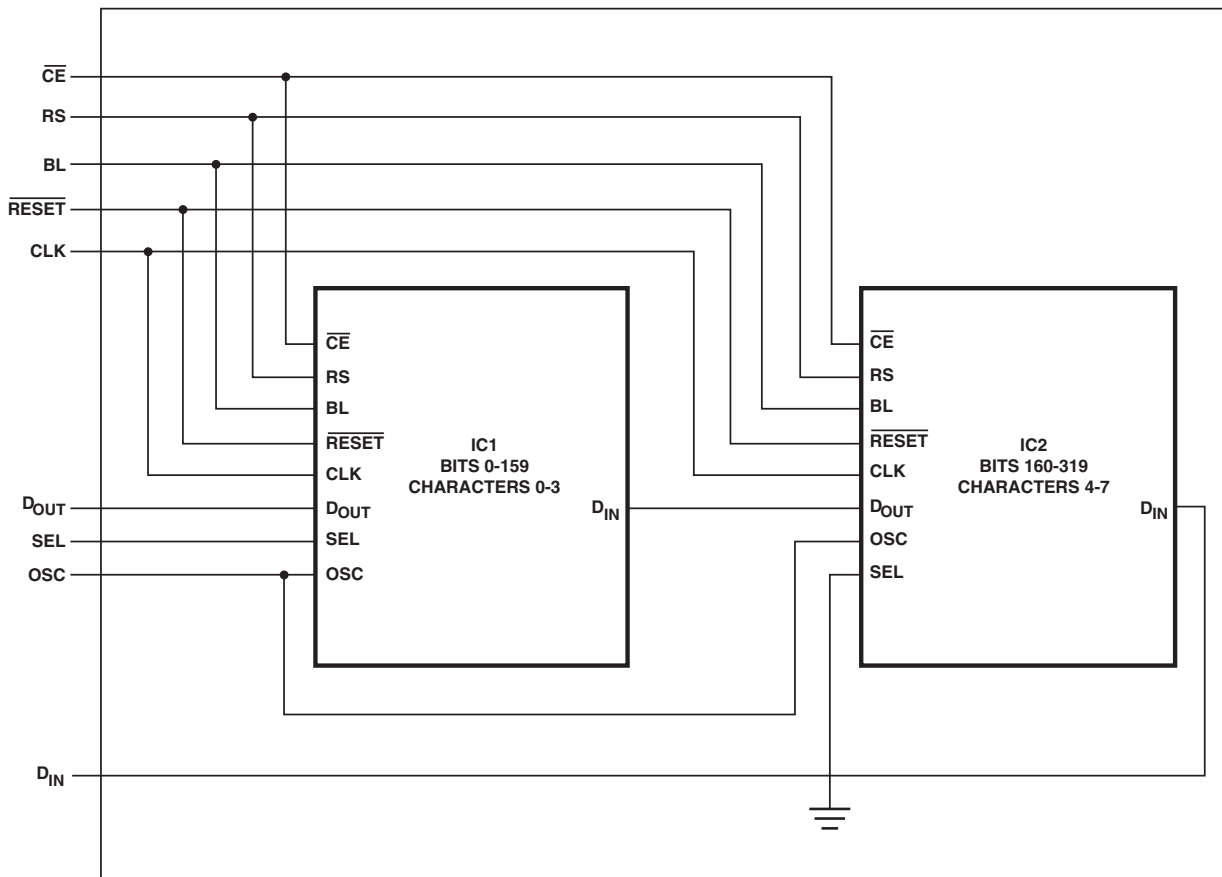 CE
RS
BL
RESET
CLK
DOUT
SEL
OSC
DIN
CE
RS
BL
RESET
CLK
DOUT
SEL
OSC
IC1
BITS 0-159
CHARACTERS 0-3
DIN
CE
RS
BL
RESET
CLK
DOUT
OSC
SEL
IC2
BITS 160-319
CHARACTERS 4-7
DIN